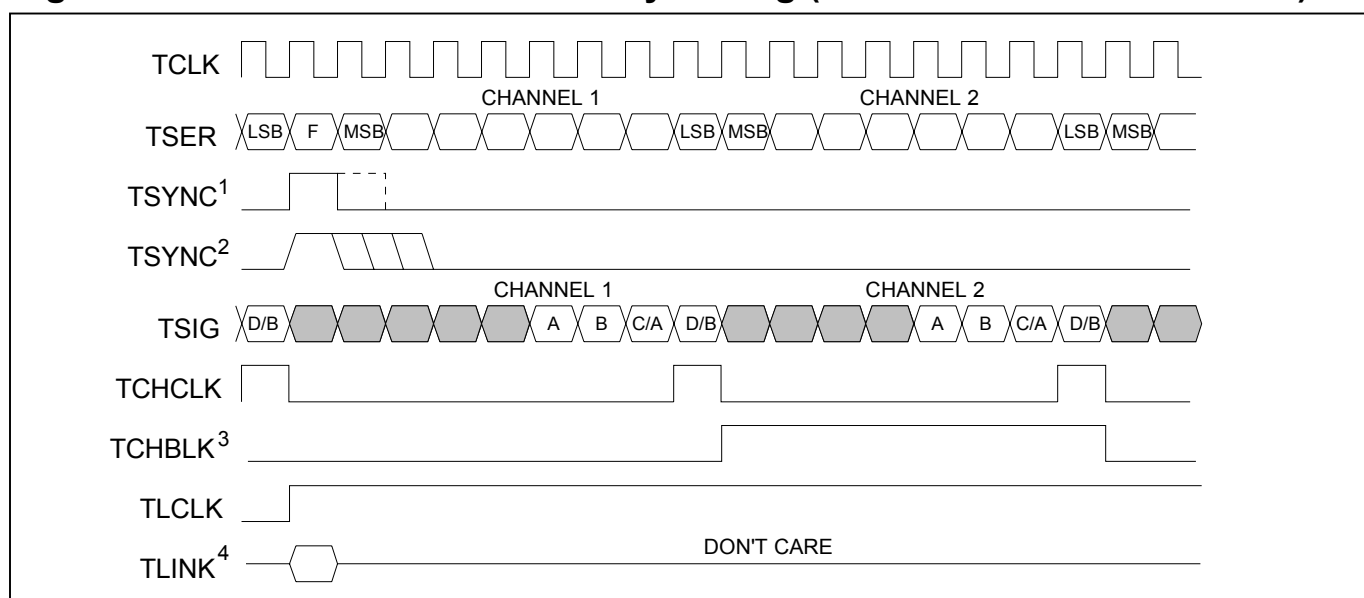 TCLK
CHANNEL 1 CHANNEL 2
TSER LSB F MSB LSB MSB LSB MSB
TSYNC1
TSYNC2
CHANNEL 1 CHANNEL 2
TSIG D/B A B C/A D/B A B C/A D/B
TCHCLK
TCHBLK3
TLCLK
DON'T CARE
TLINK4